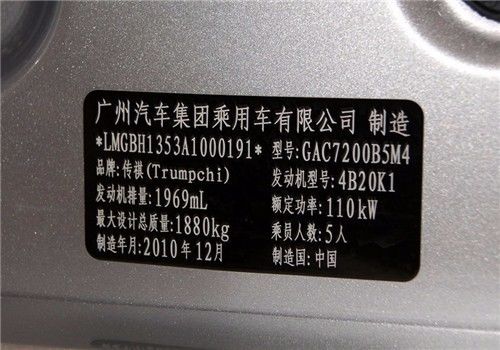 广州汽车集团乘用车有限公司 制造
*LMGBH1353A1000191* 型号:GAC7200B5M4
品牌:传祺(Trumpchi) 发动机型号:4B20K1
发动机排量:1969mL 额定功率:110kW
最大设计总质量:1880kg 乘员人数:5人
制造年月:2010年12月 制造国:中国